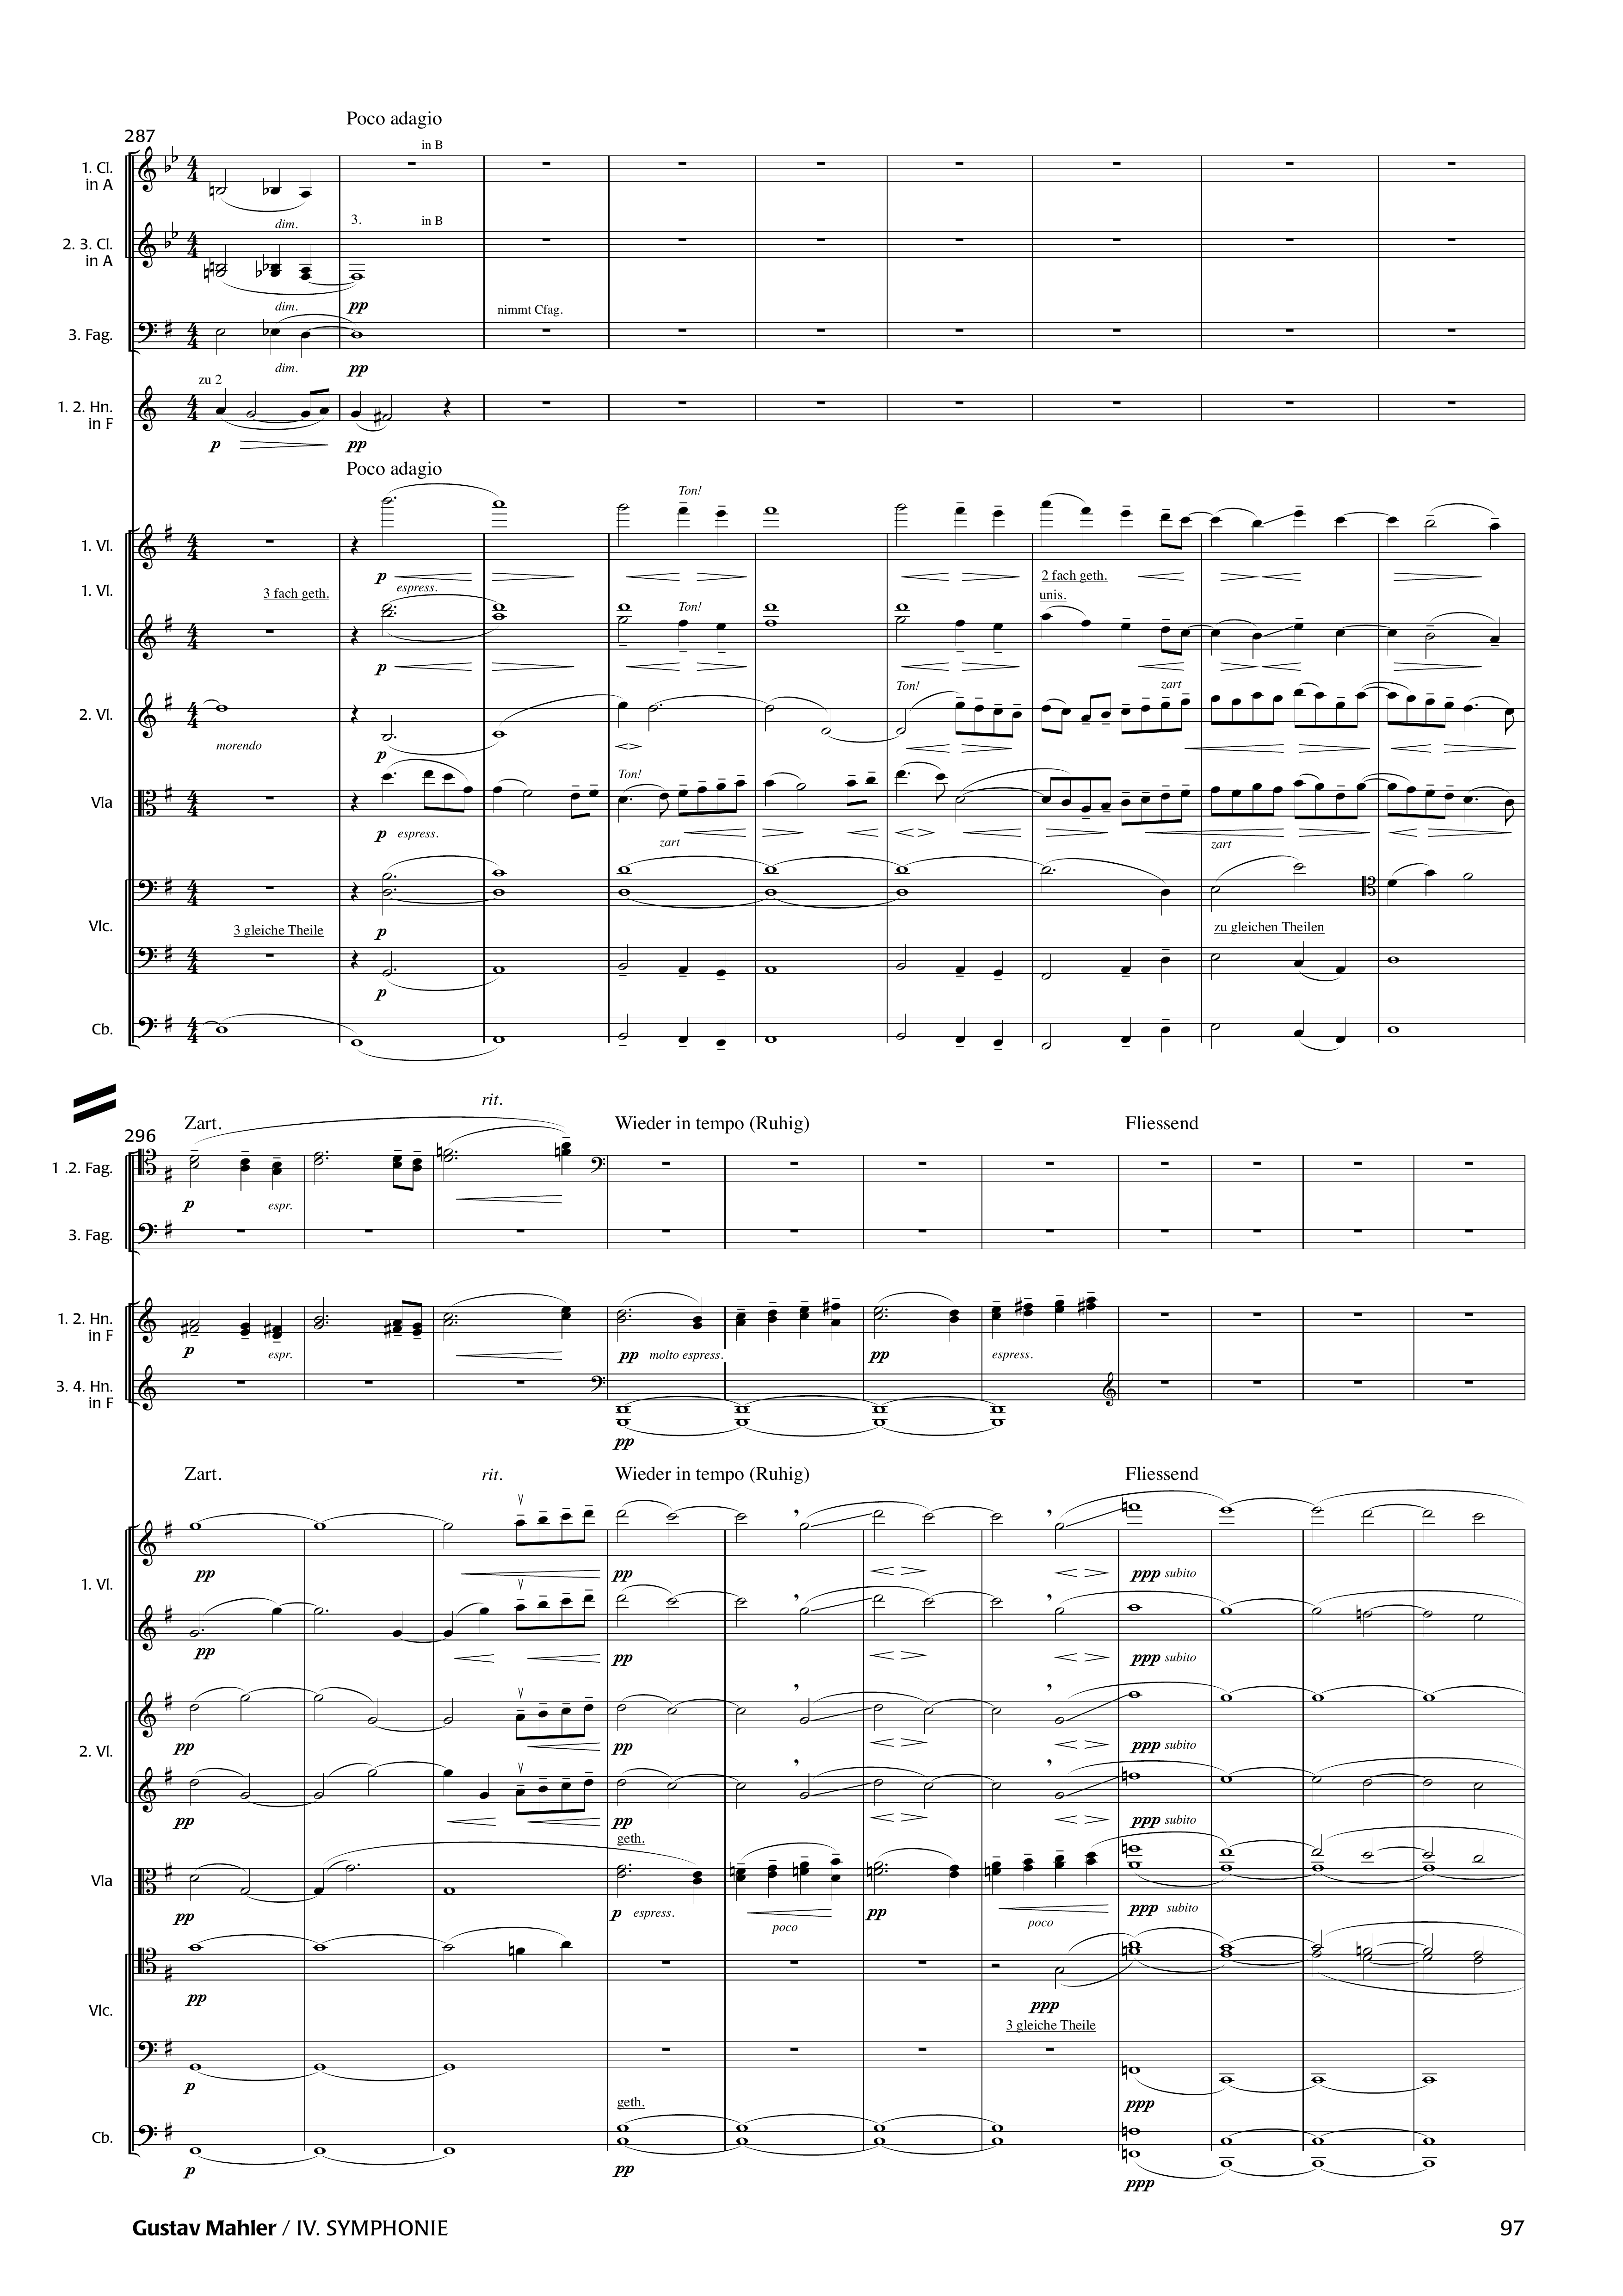 Poco adagio
287
in B
1. Cl.
in A
3.
in B
dim.
2. 3. Cl.
in A
dim.
pp
nimmt Cfag.
3. Fag.
dim.
pp
zu 2
1. 2. Hn.
in F
p
pp
Poco adagio
Ton!
1. Vl.
p
espress.
2 fach geth.
1. Vl.
3 fach geth.
unis.
Ton!
p
Ton!
zart
2. Vl.
morendo
p
Ton!
Vla
p espress.
zart
zart
Vlc.
3 gleiche Theile
p
zu gleichen Theilen
p
Cb.
rit.
296
Zart.
Wieder in tempo (Ruhig)
Fliessend
1 .2. Fag.
p
espr.
3. Fag.
1. 2. Hn.
in F
p
espr.
pp molto espress.
pp
espress.
3. 4. Hn.
in F
pp
Zart.
rit.
Wieder in tempo (Ruhig)
Fliessend
1. Vl.
pp
pp
ppp subito
pp
pp
ppp subito
2. Vl.
pp
pp
ppp subito
pp
pp
ppp subito
geth.
Vla
pp
p espress.
poco
pp
poco
ppp subito
Vlc.
pp
ppp
3 gleiche Theile
p
ppp
geth.
Cb.
p
pp
ppp
Gustav Mahler / IV. SYMPHONIE
97